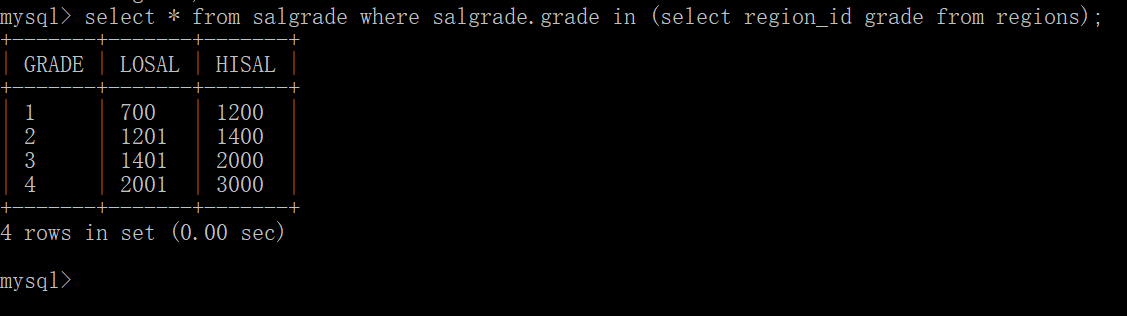 mysql> select * from salgrade where salgrade.grade in (select region_id grade from regions);
+-------+-------+-------+
| GRADE | LOSAL | HISAL |
+-------+-------+-------+
| 1     | 700   | 1200  |
| 2     | 1201  | 1400  |
| 3     | 1401  | 2000  |
| 4     | 2001  | 3000  |
+-------+-------+-------+
4 rows in set (0.00 sec)
mysql>